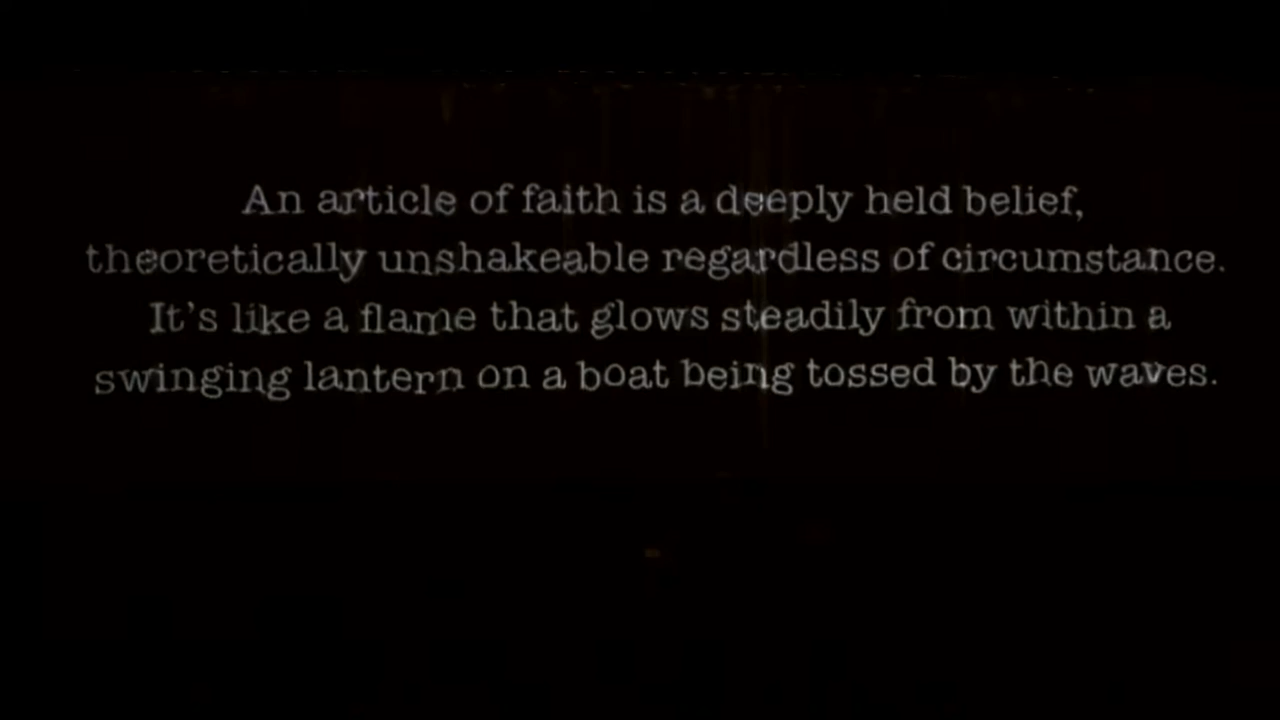 An article of faith is a deeply held belief,
theoretically unshakeable regardless of circumstance.
It’s like a flame that glows steadily from within a
swinging lantern on a boat being tossed by the waves.